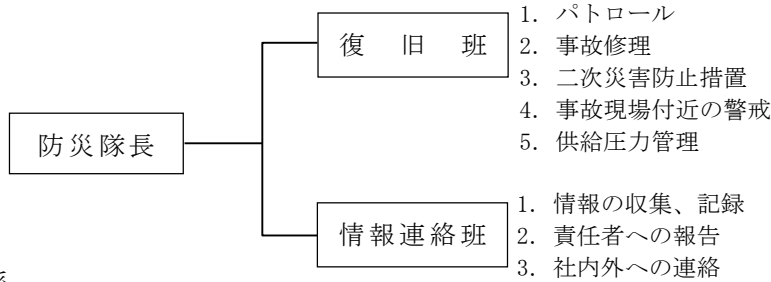 防災隊長
復旧班
1. パトロール
2. 事故修理
3. 二次災害防止措置
4. 事故現場付近の警戒
5. 供給圧力管理
情報連絡班
1. 情報の収集、記録
2. 責任者への報告
3. 社内外への連絡